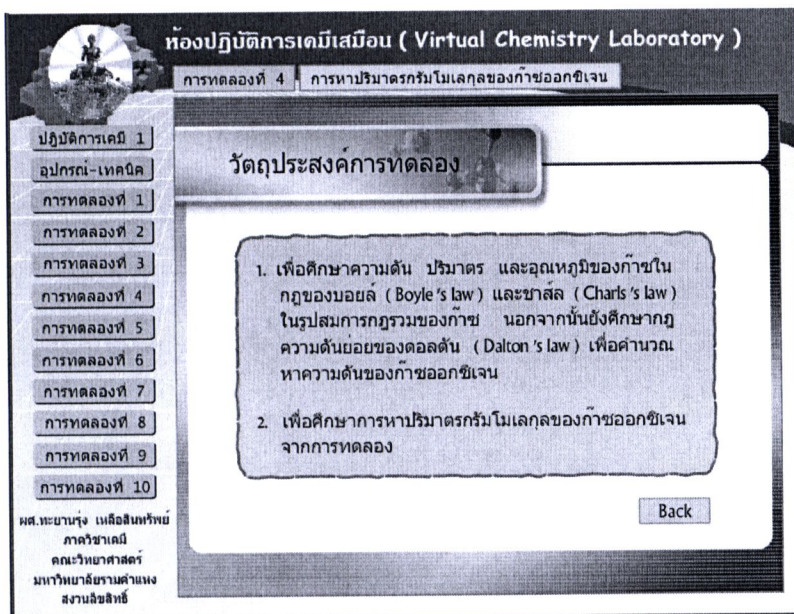 ห้องปฏิบัติการเคมีเสมือน ( Virtual Chemistry Laboratory )
การทดลองที่ 4 การหาปริมาตรกรัมโมเลกุลของก๊าซออกซิเจน
ปฏิบัติการเคมี 1
อุปกรณ์-เทคนิค
การทดลองที่ 1
การทดลองที่ 2
การทดลองที่ 3
การทดลองที่ 4
การทดลองที่ 5
การทดลองที่ 6
การทดลองที่ 7
การทดลองที่ 8
การทดลองที่ 9
การทดลองที่ 10
ผศ.ทะยานรุ่ง เหลือสินทรัพย์
ภาควิชาเคมี
คณะวิทยาศาสตร์
มหาวิทยาลัยรามคำแหง
สงวนลิขสิทธิ์
วัตถุประสงค์การทดลอง
1. เพื่อศึกษาความดัน ปริมาตร และอุณหภูมิของก๊าซใน
กฎของบอยล์ ( Boyle 's law ) และชาส์ล ( Charls 's law )
ในรูปสมการกฎรวมของก๊าซ นอกจากนั้นยังศึกษากฎ
ความดันย่อยของดอลตัน ( Dalton 's law ) เพื่อคำนวณ
หาความดันของก๊าซออกซิเจน
2. เพื่อศึกษาการหาปริมาตรกรัมโมเลกุลของก๊าซออกซิเจน
จากการทดลอง
Back